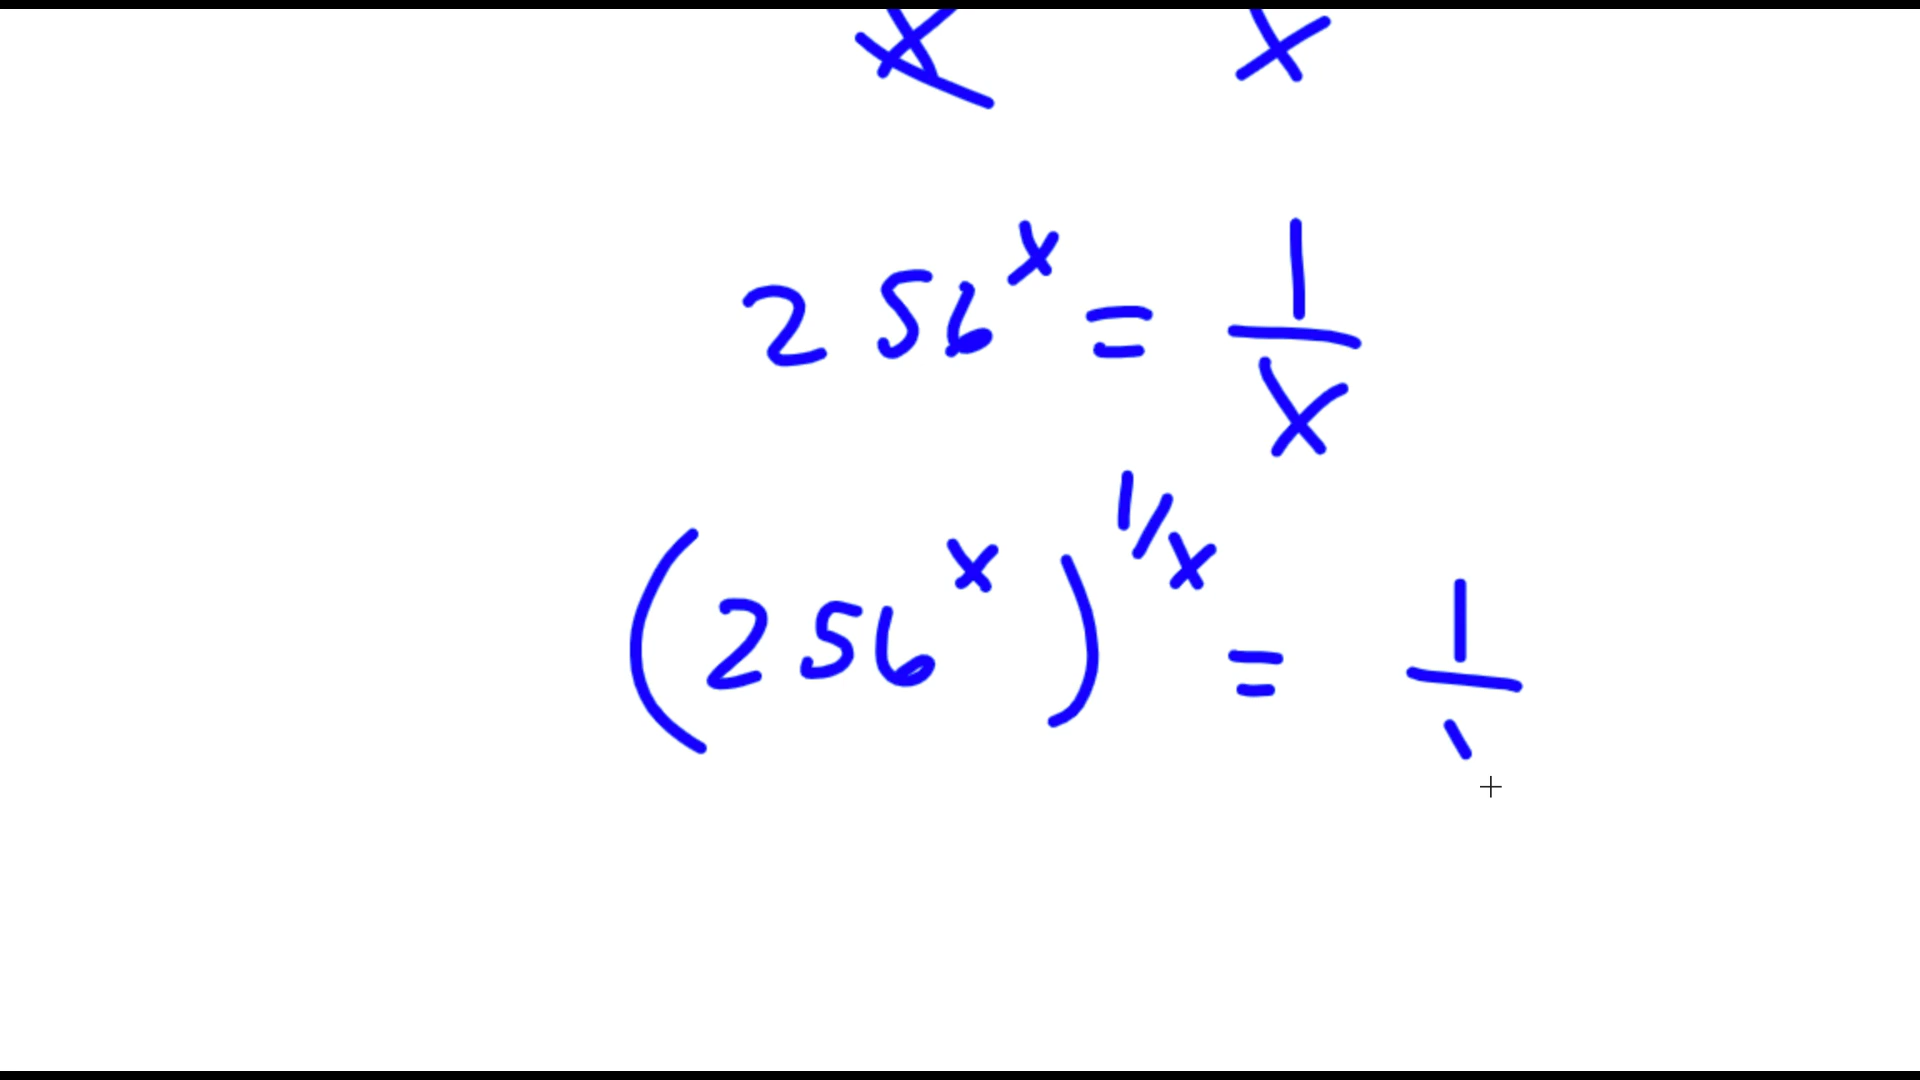 x x
256^x = 1/x
(256^x)^1/x = 1/